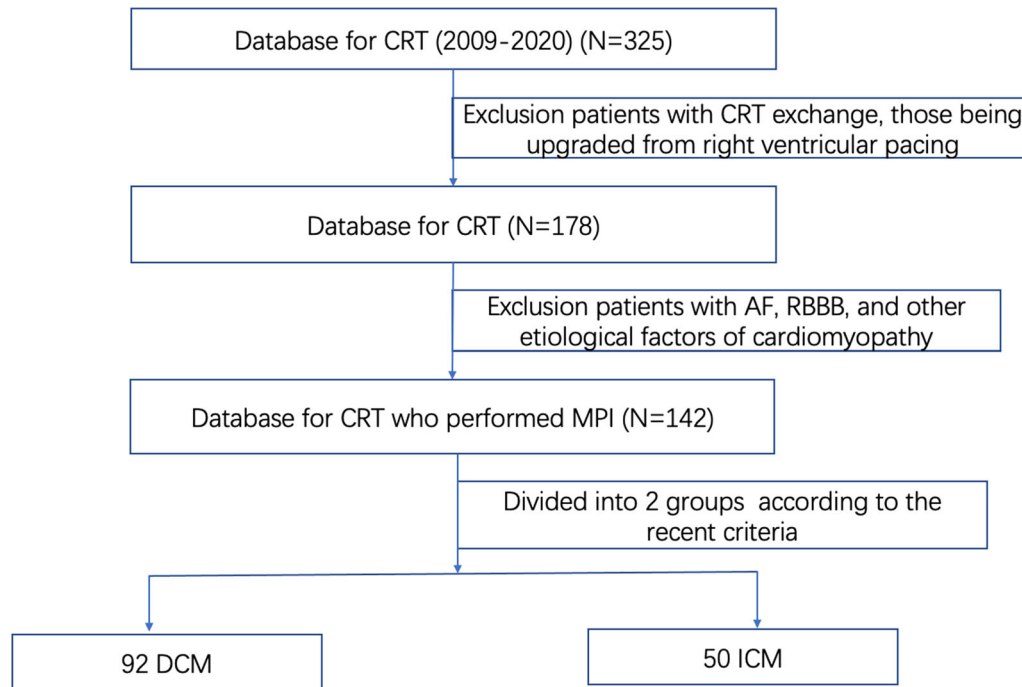 Database for CRT (2009-2020) (N=325)
Exclusion patients with CRT exchange, those being
upgraded from right ventricular pacing
Database for CRT (N=178)
Exclusion patients with AF, RBBB, and other
etiological factors of cardiomyopathy
Database for CRT who performed MPI (N=142)
Divided into 2 groups according to the
recent criteria
92 DCM
50 ICM